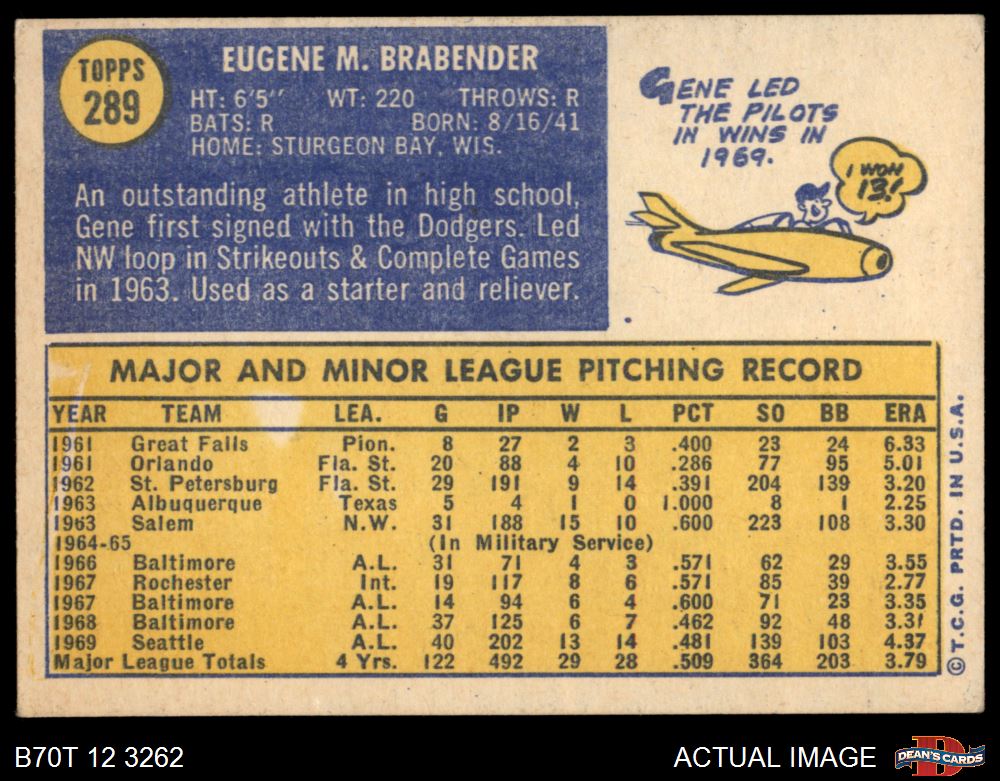 TOPPS
289
EUGENE M. BRABENDER
HT: 6'5" WT: 220 THROWS: R
BATS: R BORN: 8/16/41
HOME: STURGEON BAY, WIS.
An outstanding athlete in high school,
Gene first signed with the Dodgers. Led
NW loop in Strikeouts & Complete Games
in 1963. Used as a starter and reliever.
GENE LED
THE PILOTS
IN WINS IN
1969.
I WON
13!
MAJOR AND MINOR LEAGUE PITCHING RECORD
YEAR TEAM LEA. G IP W L PCT SO BB ERA
1961 Great Falls Pion. 8 27 2 3 .400 23 24 6.33
1961 Orlando Fla. St. 20 88 4 10 .286 77 95 5.01
1962 St. Petersburg Fla. St. 29 191 9 14 .391 204 139 3.20
1963 Albuquerque Texas 5 4 1 0 1.000 8 1 2.25
1963 Salem N.W. 31 188 15 10 .600 223 108 3.30
1964-65 (In Military Service)
1966 Baltimore A.L. 31 71 4 3 .571 62 29 3.55
1967 Rochester Int. 19 117 8 6 .571 85 39 2.77
1967 Baltimore A.L. 14 94 6 4 .600 71 23 3.35
1968 Baltimore A.L. 37 125 6 7 .462 92 48 3.31
1969 Seattle A.L. 40 202 13 14 .481 139 103 4.37
Major League Totals 4 Yrs. 122 492 29 28 .509 364 203 3.79
© T.C.G. PRTD. IN U.S.A.
B70T 12 3262
ACTUAL IMAGE
DEAN'S CARDS